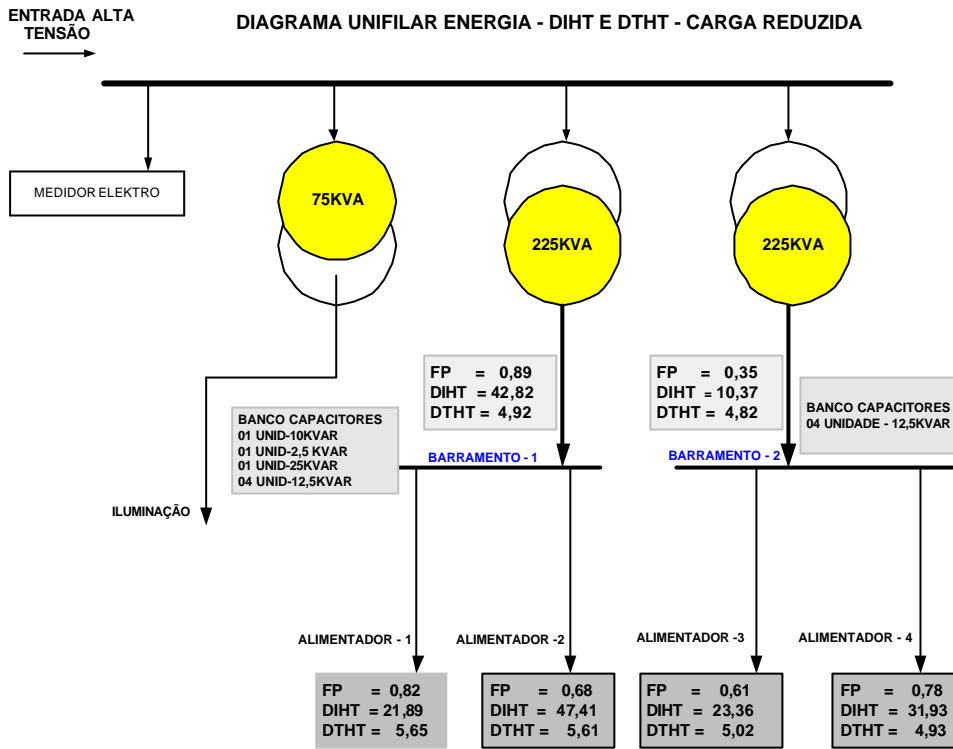 ENTRADA ALTA
TENSÃO
DIAGRAMA UNIFILAR ENERGIA - DIHT E DTHT - CARGA REDUZIDA
MEDIDOR ELEKTRO
75KVA
225KVA
225KVA
FP = 0,89
DIHT = 42,82
DTHT = 4,92
FP = 0,35
DIHT = 10,37
DTHT = 4,82
BANCO CAPACITORES
04 UNIDADE - 12,5KVAR
BANCO CAPACITORES
01 UNID-10KVAR
01 UNID-2,5 KVAR
01 UNID-25KVAR
04 UNID-12,5KVAR
BARRAMENTO - 1
BARRAMENTO - 2
ILUMINAÇÃO
ALIMENTADOR - 1
ALIMENTADOR -2
ALIMENTADOR -3
ALIMENTADOR - 4
FP = 0,82
DIHT = 21,89
DTHT = 5,65
FP = 0,68
DIHT = 47,41
DTHT = 5,61
FP = 0,61
DIHT = 23,36
DTHT = 5,02
FP = 0,78
DIHT = 31,93
DTHT = 4,93